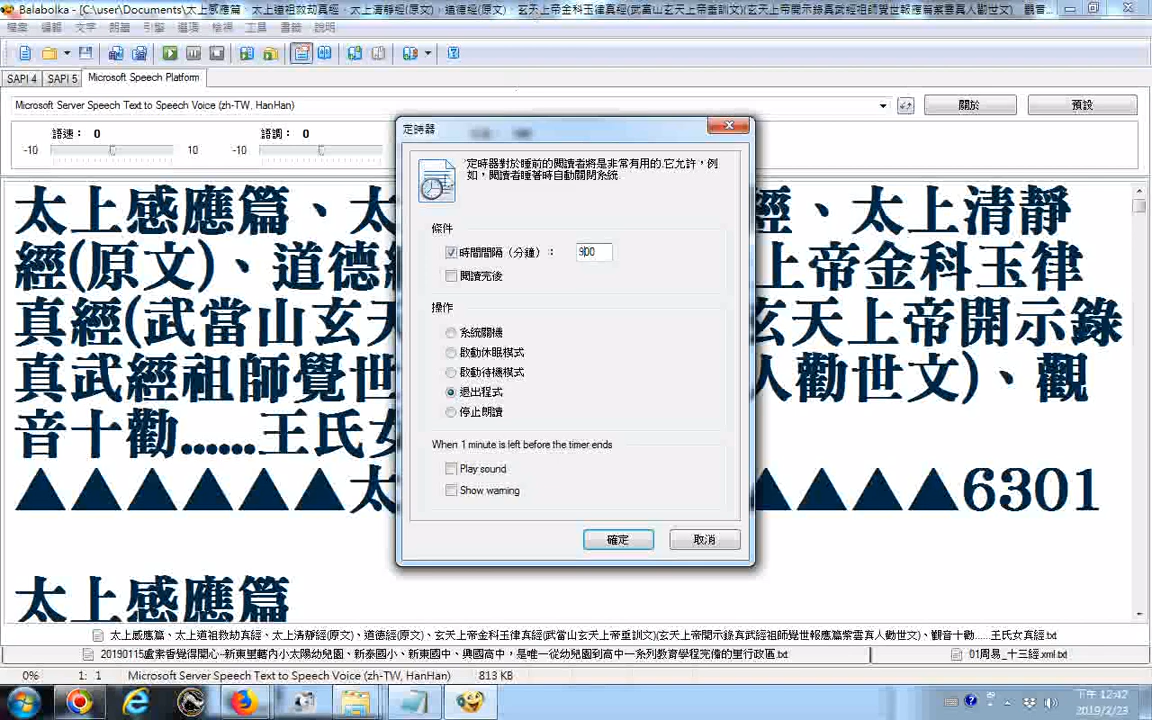 Balabolka - [C:\user\Documents\太上感應篇、太上道祖救劫真經、太上清靜經(原文)、道德經(原文)、玄天上帝金科玉律真經(武當山玄天上帝垂訓文)(玄天上帝開示錄真武經祖師覺世報應篇紫雲真人勸世文)、觀音...
檔案 編輯 文字 朗讀 引擎 選項 檢視 工具 書籤 說明
SAPI 4 SAPI 5 Microsoft Speech Platform
Microsoft Server Speech Text to Speech Voice (zh-TW, HanHan) 關於 預設
語速： 0 語調： 0
-10 10 -10
定時器
定時器對於睡前的閱讀者將是非常有用的.它允許，例
如，閱讀者睡著時自動關閉系統.
條件
時間間隔（分鐘）： 900
閱讀完後
操作
系統關機
啟動休眠模式
啟動待機模式
退出程式
停止朗讀
When 1 minute is left before the timer ends
Play sound
Show warning
確定 取消
太上感應篇、太 經、太上清靜
經(原文)、道德 上帝金科玉律
真經(武當山玄天 玄天上帝開示錄
真武經祖師覺世 人勸世文)、觀
音十勸......王氏女
▲▲▲▲▲▲太 ▲▲▲▲6301
太上感應篇
太上感應篇、太上道祖救劫真經、太上清靜經(原文)、道德經(原文)、玄天上帝金科玉律真經(武當山玄天上帝垂訓文)(玄天上帝開示錄真武經祖師覺世報應篇紫雲真人勸世文)、觀音十勸......王氏女真經.txt
20190115盧素香覺得開心--新東里轄內小太陽幼兒園、新泰國小、新東國中、興國高中，是唯一從幼兒園到高中一系列教育學程完備的里行政區.txt 01周易_十三經.xml.txt
0% 1: 1 Microsoft Server Speech Text to Speech Voice (zh-TW, HanHan) 813 KB
下午 12:42
2019/2/23